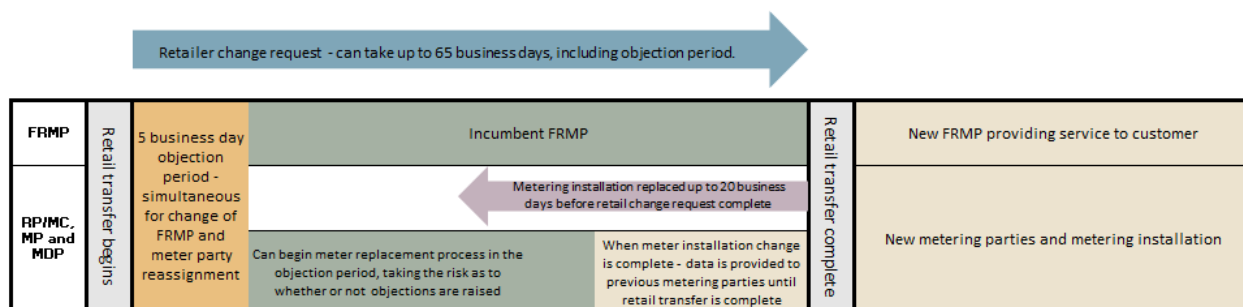 Retailer change request - can take up to 65 business days, including objection period.
FRMP
Retail transfer begins
5 business day
objection
period -
simultaneous
for change of
FRMP and
meter party
reassignment
Incumbent FRMP
Retail transfer complete
New FRMP providing service to customer
RP/MC,
MP and
MDP
Metering installation replaced up to 20 business
days before retail change request complete
Can begin meter replacement process in the
objection period, taking the risk as to
whether or not objections are raised
When meter installation change
is complete - data is provided to
previous metering parties until
retail transfer is complete
New metering parties and metering installation